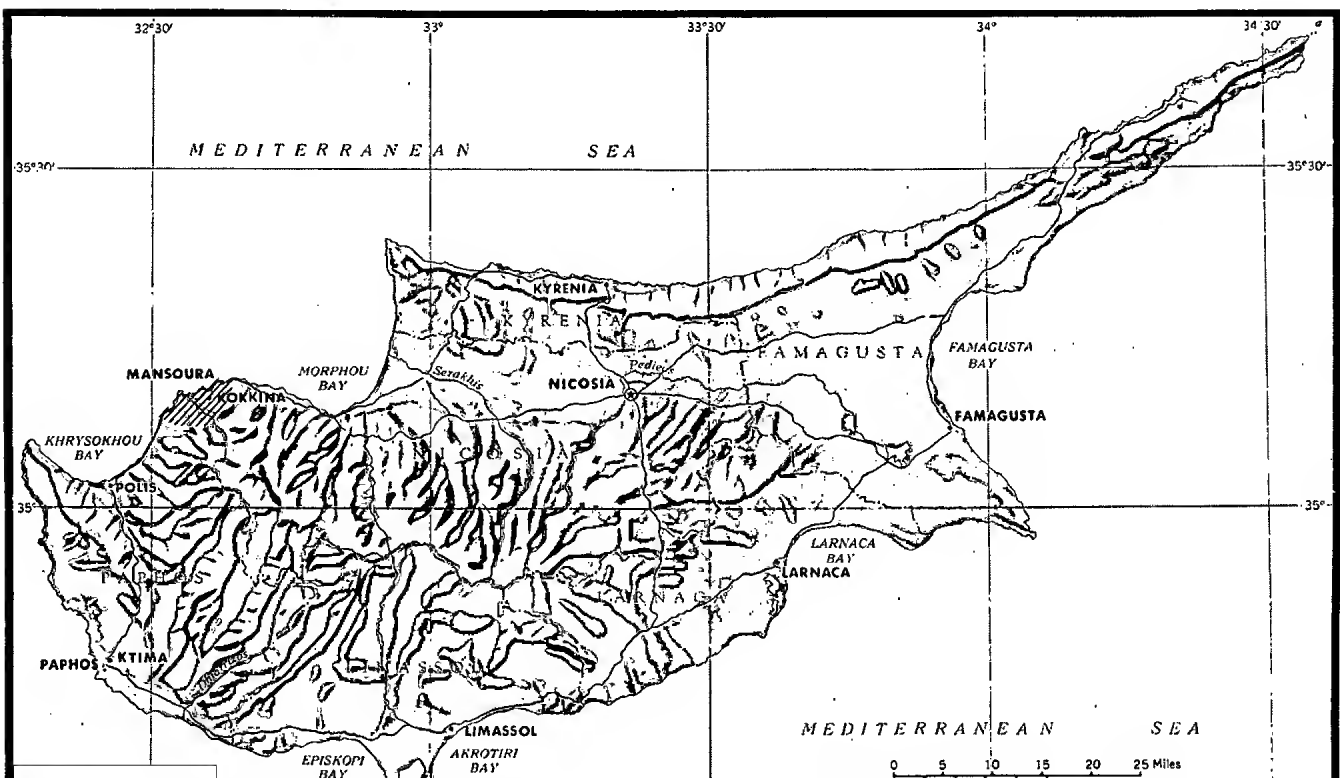 32°30'
33°
33°30'
34°
34°30'
MEDITERRANEAN SEA
35°30'
35°30'
KYRENIA
KYRENIA
FAMAGUSTA
FAMAGUSTA
BAY
MORPHOU
BAY
Serakhis
Pedieos
NICOSIA
MANSOURA
KOKKINA
FAMAGUSTA
KHRYSOKHOU
BAY
NICOSIA
POLIS
35°
35°
LARNACA
BAY
LARNACA
PAPHOS
LARNACA
KTIMA
PAPHOS
LIMASSOL
LIMASSOL
MEDITERRANEAN SEA
EPISKOPI
BAY
AKROTIRI
BAY
0 5 10 15 20 25 Miles